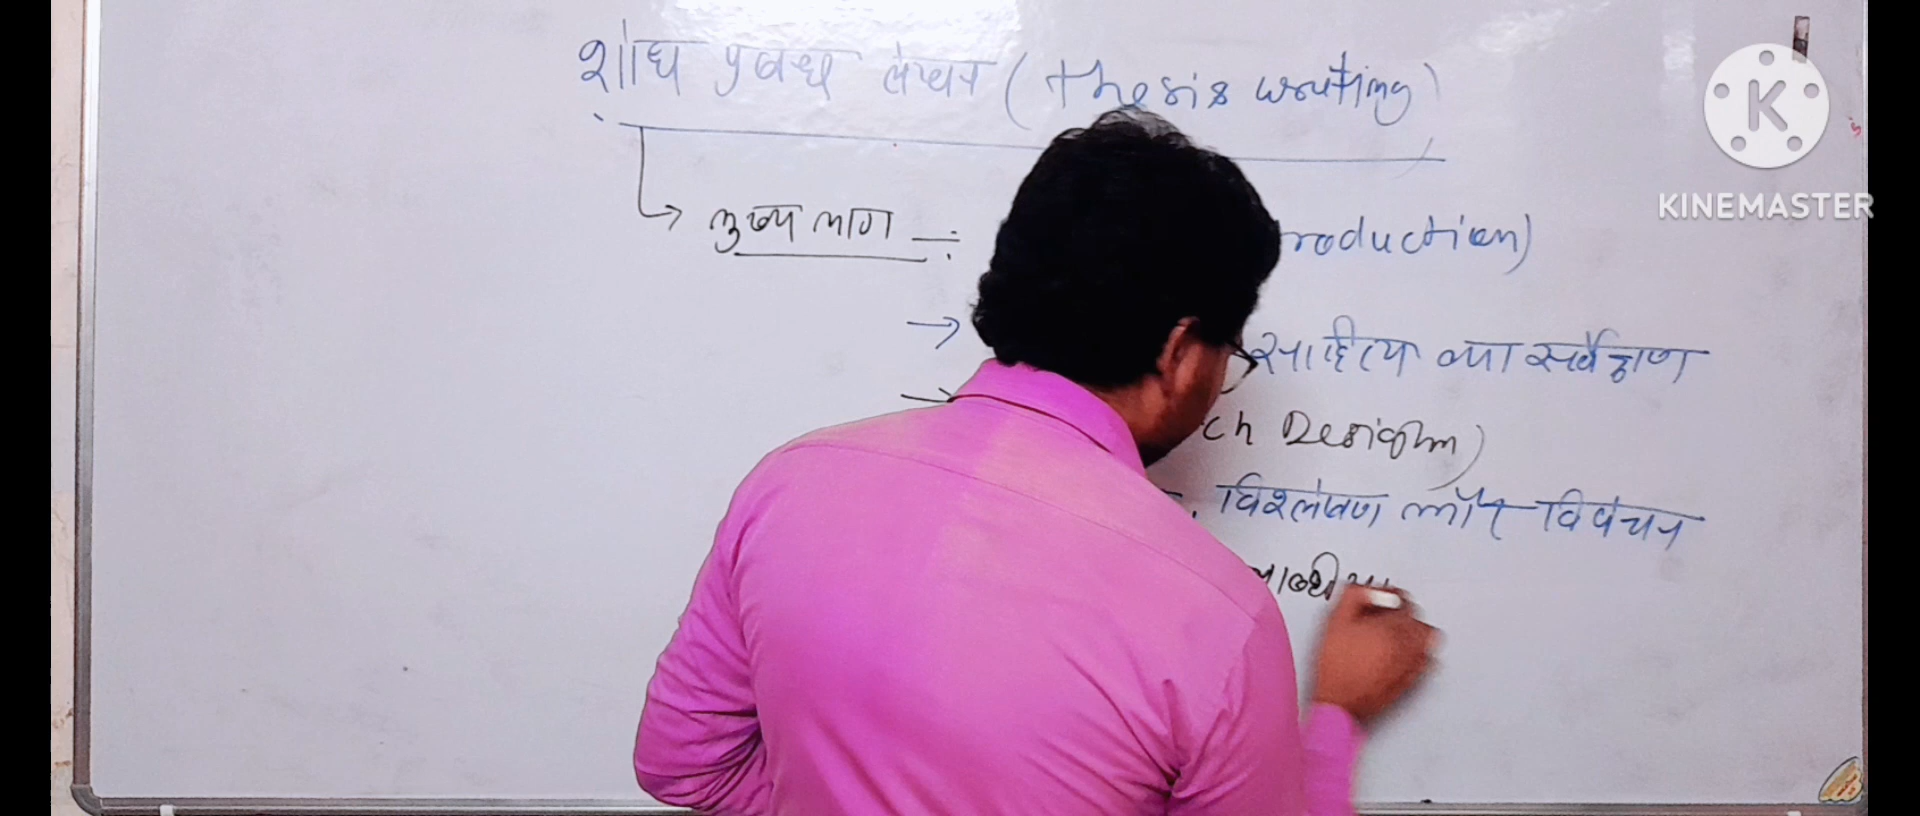 शोध प्रबंध लेखन (Thesis writing)
K
KINEMASTER
→ मुख्य भाग -: roduction)
→ साहित्य का सर्वेक्षण
→ ch Design)
विश्लेषण और विवेचन